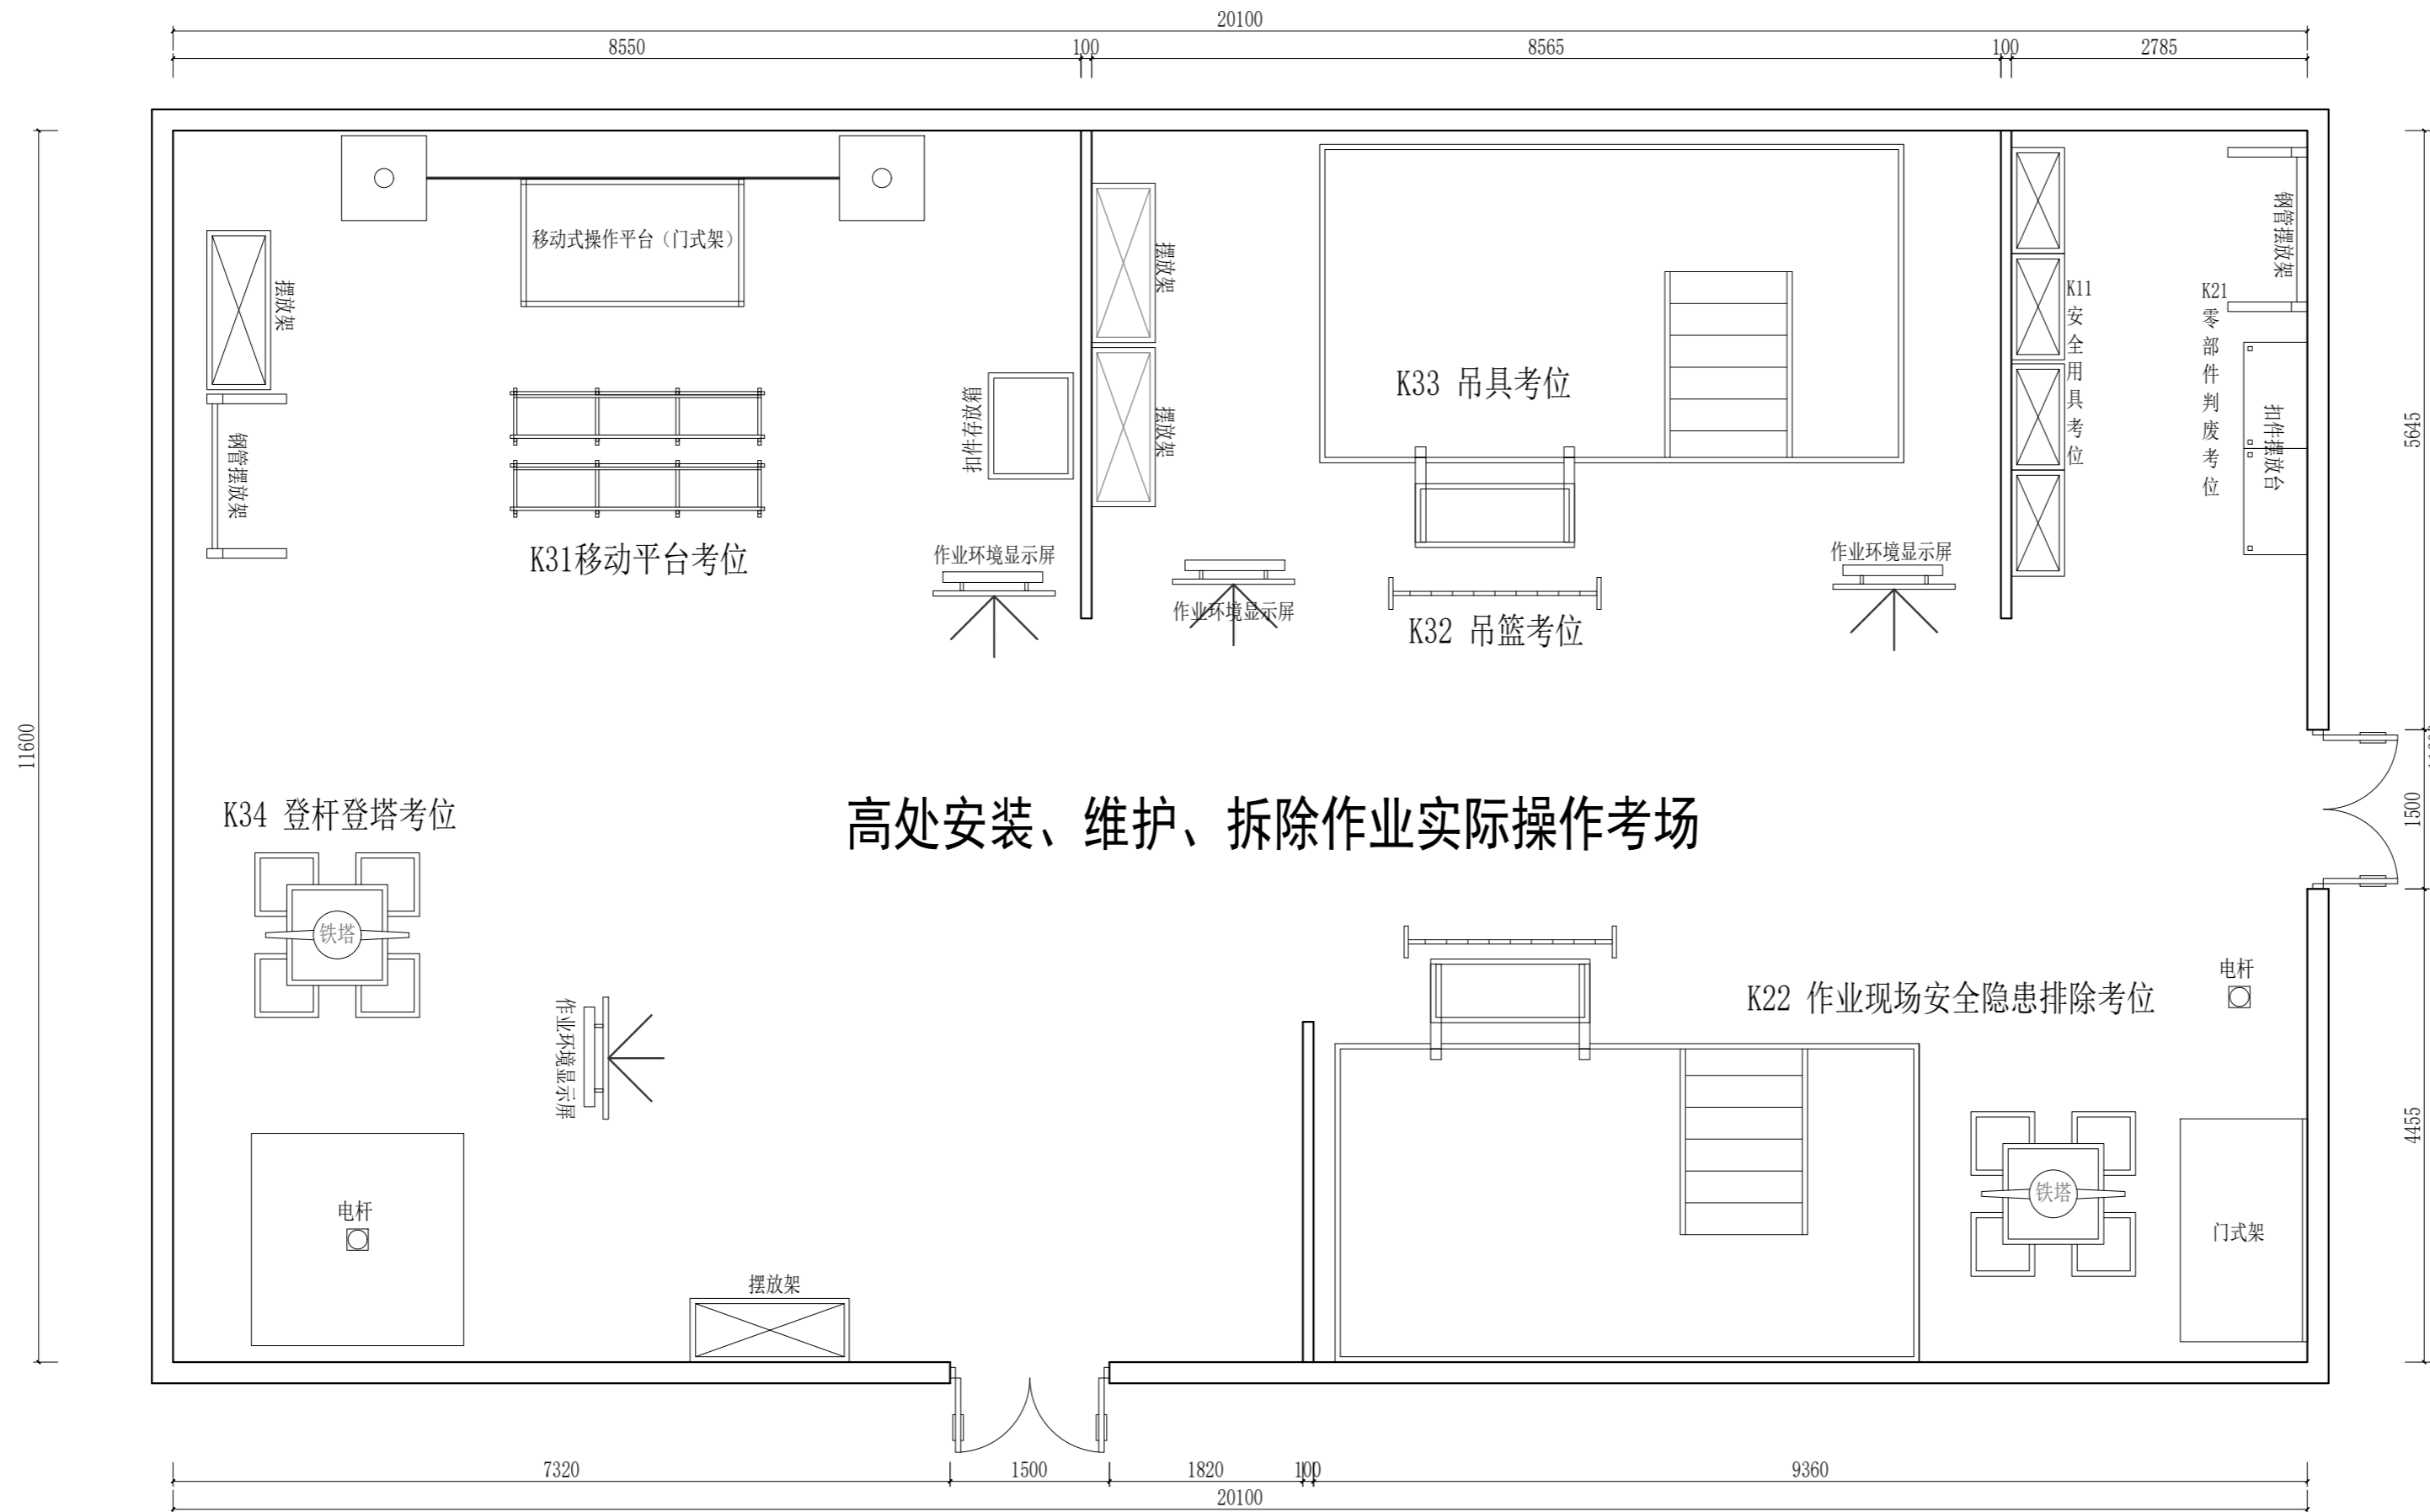 20100
8550
100
8565
100
2785
移动式操作平台（门式架）
摆放架
钢管摆放架
扣件存放箱
K31移动平台考位
作业环境显示屏
摆放架
摆放架
K33 吊具考位
作业环境显示屏
K32 吊篮考位
作业环境显示屏
K11安全用具考位
K21零部件判废考位
钢管摆放架
扣件摆放台
5645
11600
1500
4455
高处安装、维护、拆除作业实际操作考场
K34 登杆登塔考位
铁塔
作业环境显示屏
电杆
摆放架
K22 作业现场安全隐患排除考位
电杆
铁塔
门式架
7320
1500
1820
100
9360
20100